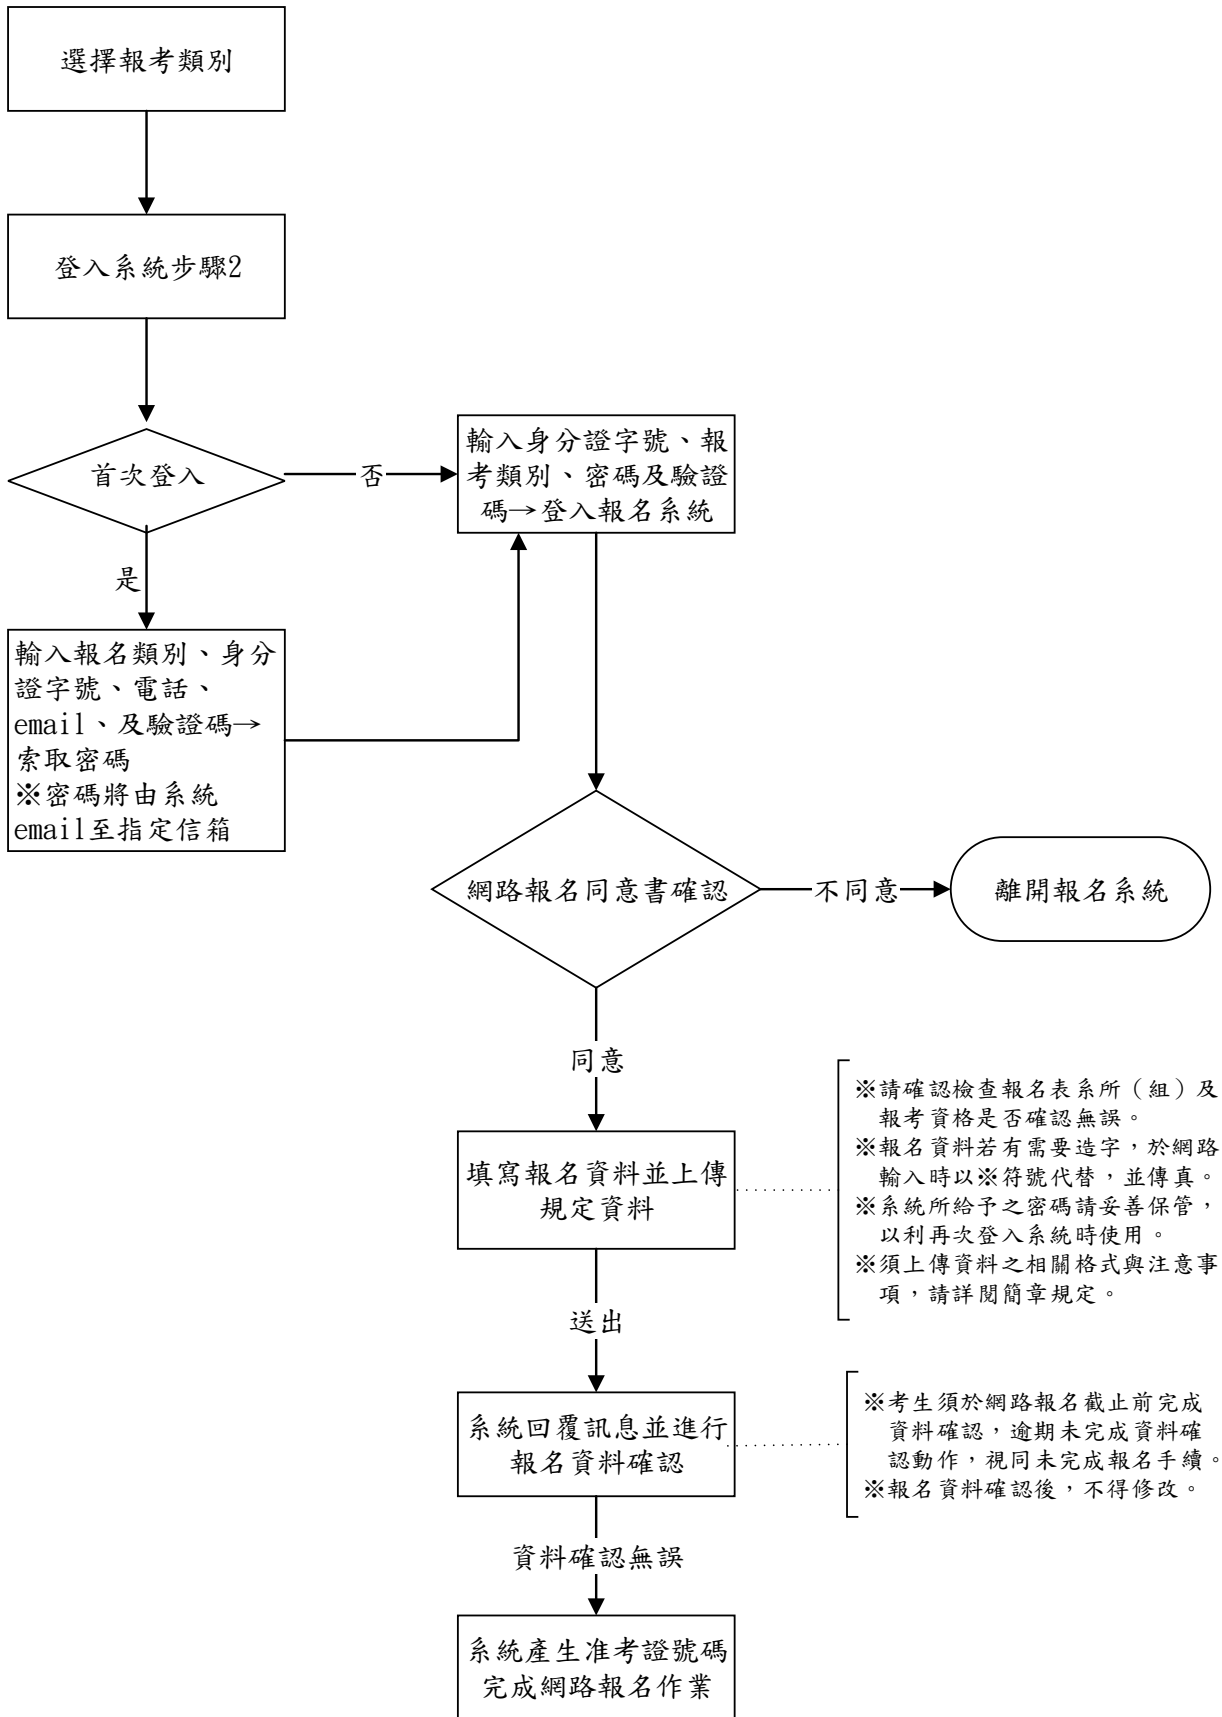 選擇報考類別
登入系統步驟2
首次登入
否
輸入身分證字號、報
考類別、密碼及驗證
碼→登入報名系統
是
輸入報名類別、身分
證字號、電話、
email、及驗證碼→
索取密碼
※密碼將由系統
email至指定信箱
網路報名同意書確認
不同意
離開報名系統
同意
填寫報名資料並上傳
規定資料
※請確認檢查報名表系所（組）及
報考資格是否確認無誤。
※報名資料若有需要造字，於網路
輸入時以※符號代替，並傳真。
※系統所給予之密碼請妥善保管，
以利再次登入系統時使用。
※須上傳資料之相關格式與注意事
項，請詳閱簡章規定。
送出
系統回覆訊息並進行
報名資料確認
※考生須於網路報名截止前完成
資料確認，逾期未完成資料確
認動作，視同未完成報名手續。
※報名資料確認後，不得修改。
資料確認無誤
系統產生准考證號碼
完成網路報名作業